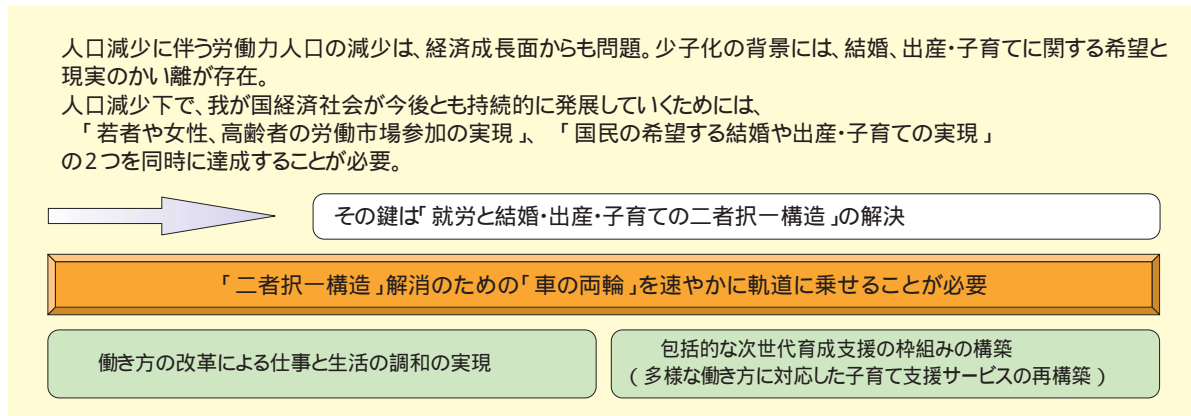 人口減少に伴う労働力人口の減少は、経済成長面からも問題。少子化の背景には、結婚、出産・子育てに関する希望と
現実のかい離が存在。
人口減少下で、我が国経済社会が今後とも持続的に発展していくためには、
「若者や女性、高齢者の労働市場参加の実現」、「国民の希望する結婚や出産・子育ての実現」
の2つを同時に達成することが必要。
その鍵は「就労と結婚・出産・子育ての二者択一構造」の解決
「二者択一構造」解消のための「車の両輪」を速やかに軌道に乗せることが必要
働き方の改革による仕事と生活の調和の実現
包括的な次世代育成支援の枠組みの構築
(多様な働き方に対応した子育て支援サービスの再構築)